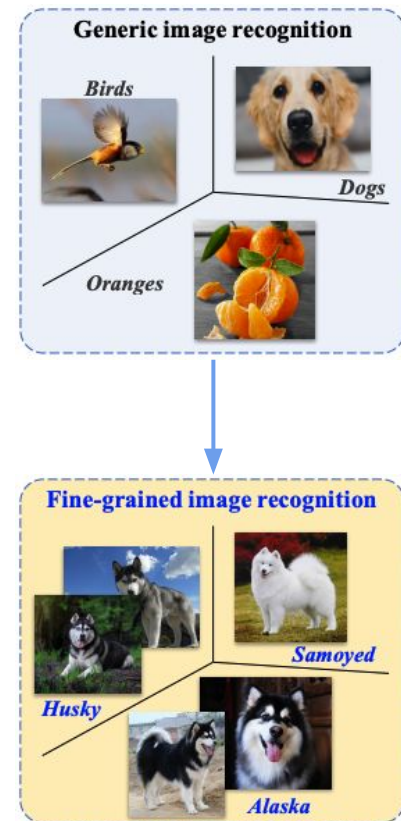 Generic image recognition
Birds
Dogs
Oranges
Fine-grained image recognition
Samoyed
Husky
Alaska